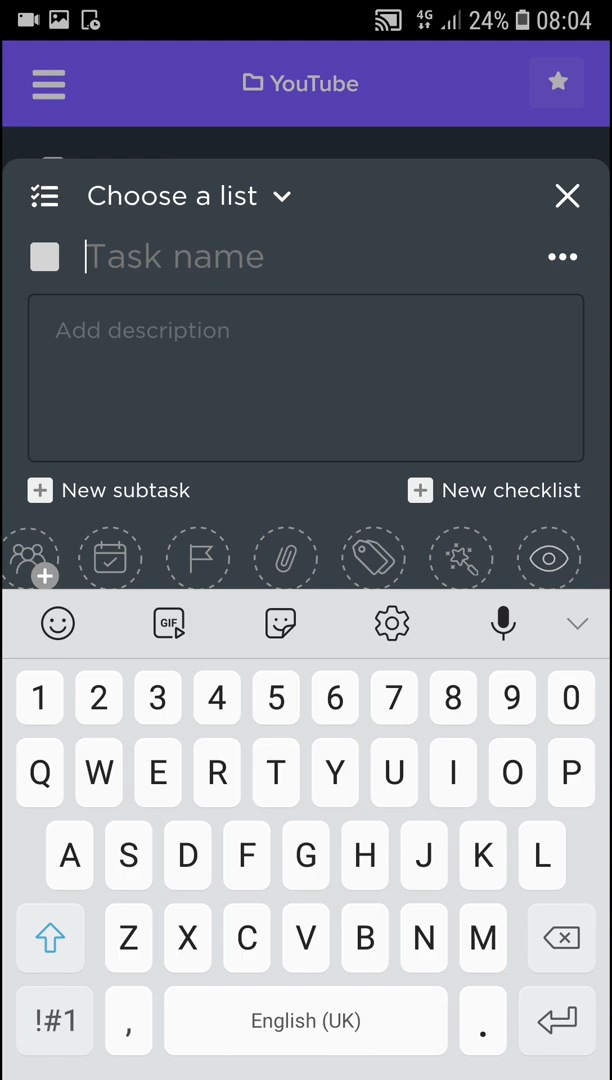 4G 24% 08:04
YouTube
Choose a list
Task name
Add description
New subtask New checklist
GIF
1 2 3 4 5 6 7 8 9 0
Q W E R T Y U I O P
A S D F G H J K L
Z X C V B N M
!#1 , English (UK) .